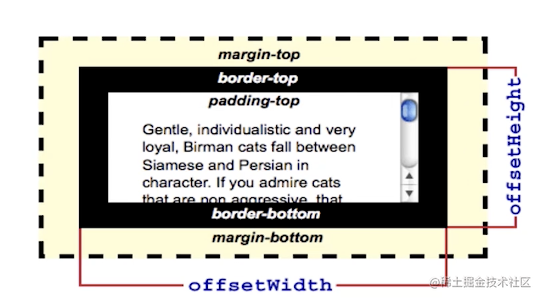 margin-top
border-top
padding-top
Gentle, individualistic and very
loyal, Birman cats fall between
Siamese and Persian in
character. If you admire cats
that are non aggressive, that
border-bottom
margin-bottom
offsetHeight
offsetWidth
@稀土掘金技术社区